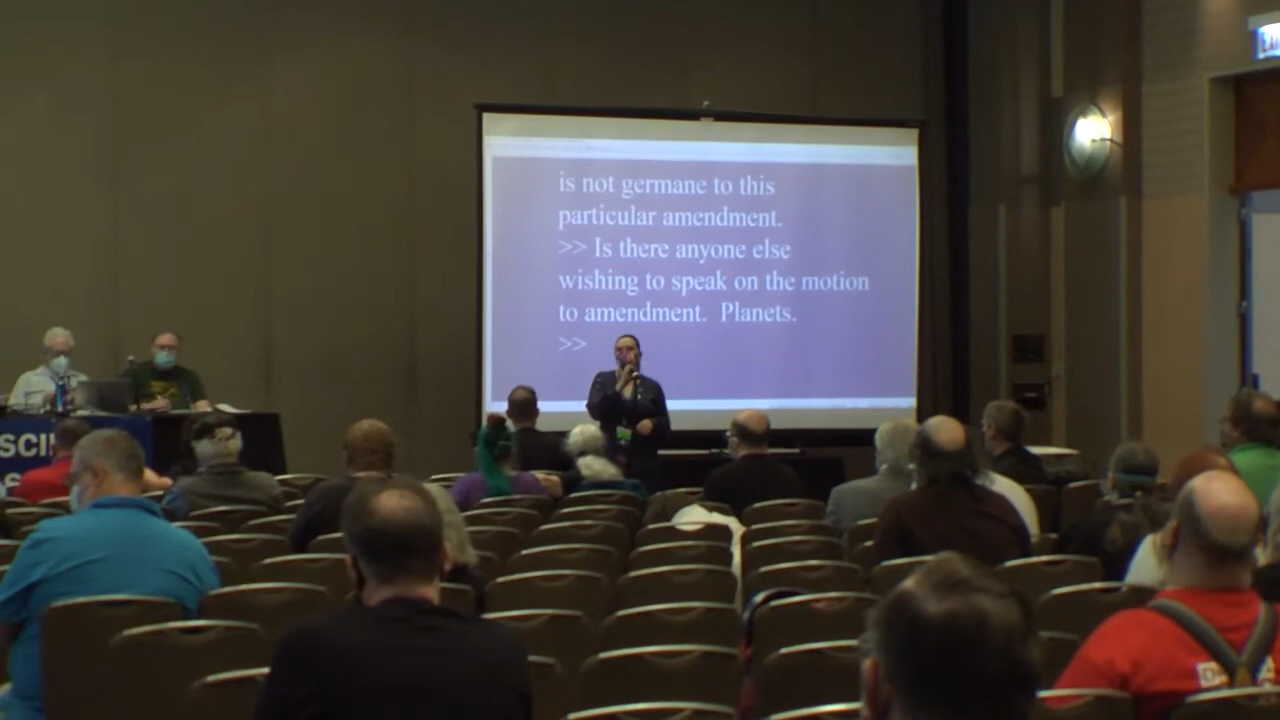 is not germane to this
particular amendment.
>> Is there anyone else
wishing to speak on the motion
to amendment.  Planets.
>>
SCI